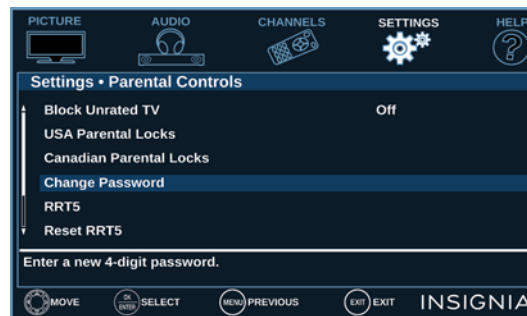 PICTURE AUDIO CHANNELS SETTINGS HELP
Settings • Parental Controls
Block Unrated TV Off
USA Parental Locks
Canadian Parental Locks
Change Password
RRT5
Reset RRT5
Enter a new 4-digit password.
MOVE OK ENTER SELECT MENU PREVIOUS EXIT EXIT INSIGNIA